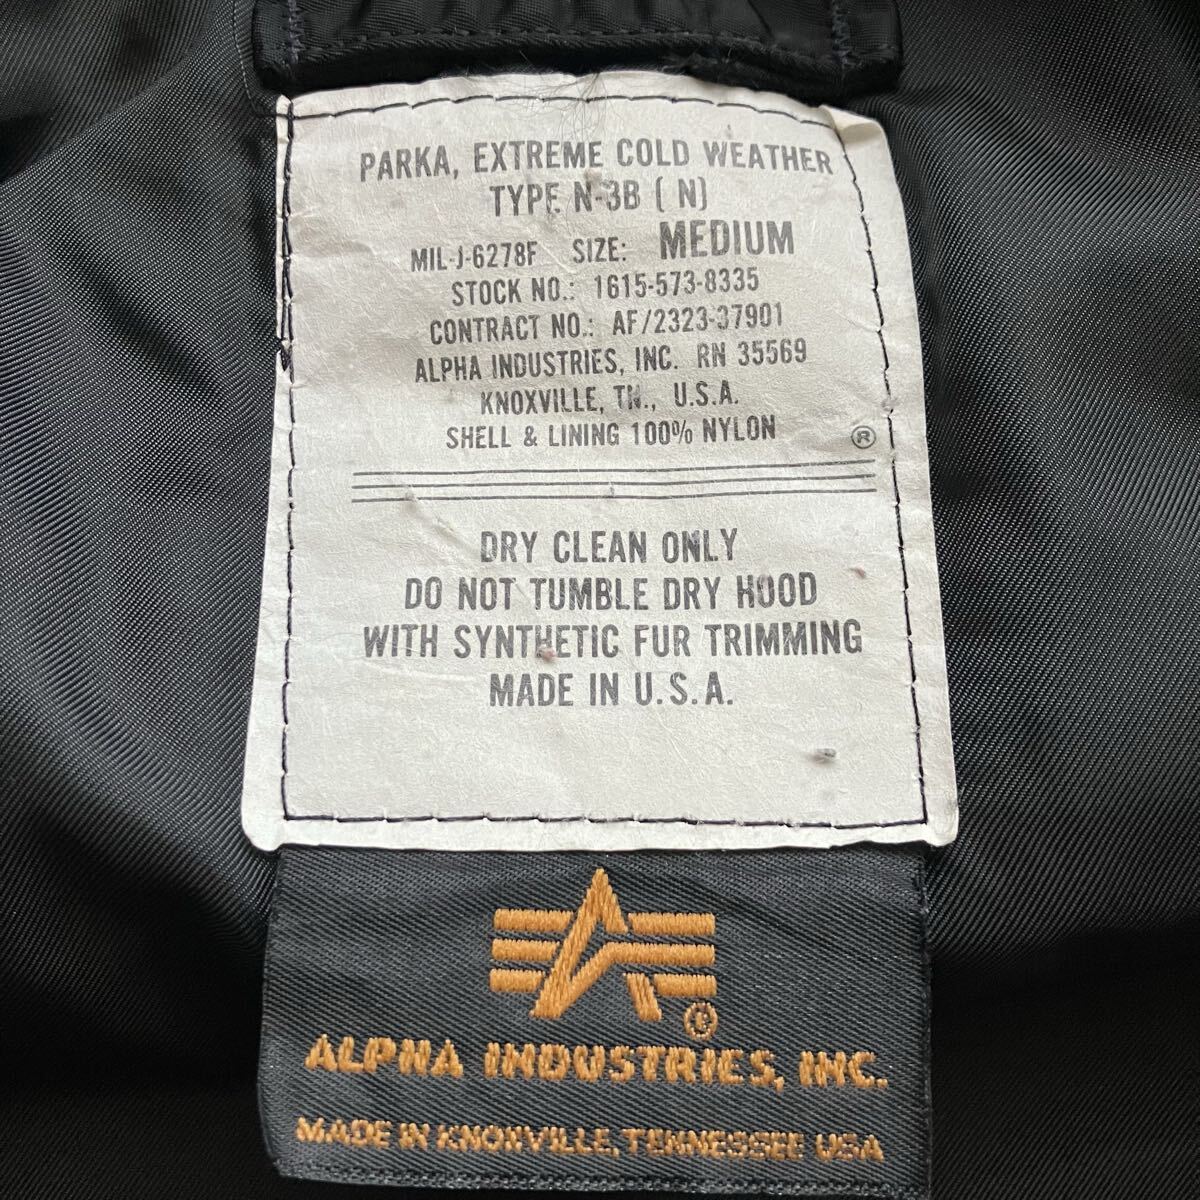 PARKA, EXTREME COLD WEATHER
TYPE N-3B ( N)
MIL-J-6278F SIZE: MEDIUM
STOCK NO.: 1615-573-8335
CONTRACT NO.: AF/2323-37901
ALPHA INDUSTRIES, INC. RN 35569
KNOXVILLE, TN., U.S.A.
SHELL & LINING 100% NYLON ®
DRY CLEAN ONLY
DO NOT TUMBLE DRY HOOD
WITH SYNTHETIC FUR TRIMMING
MADE IN U.S.A.
®
ALPHA INDUSTRIES, INC.
MADE IN KNOXVILLE, TENNESSEE USA